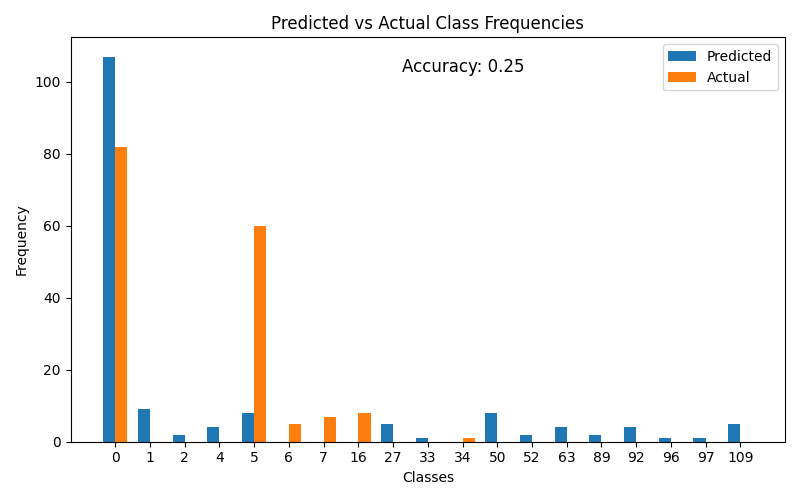 Predicted vs Actual Class Frequencies
Accuracy: 0.25
Predicted
Actual
Frequency
100
80
60
40
20
0
0 1 2 4 5 6 7 16 27 33 34 50 52 63 89 92 96 97 109
Classes